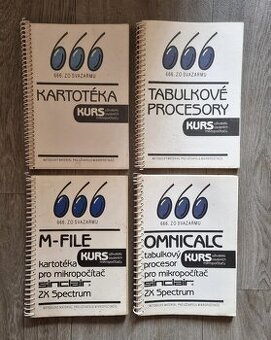 666
666. ZO SVAZARMU
KARTOTÉKA
KURS
666
666. ZO SVAZARMU
TABULKOVÉ
PROCESORY
KURS
666
666. ZO SVAZARMU
M-FILE
KURS
kartotéka
pro mikropočítač
sinclair
ZX Spectrum
666
666. ZO SVAZARMU
OMNICALC
KURS
tabulkový
procesor
pro mikropočítač
sinclair
ZX Spectrum